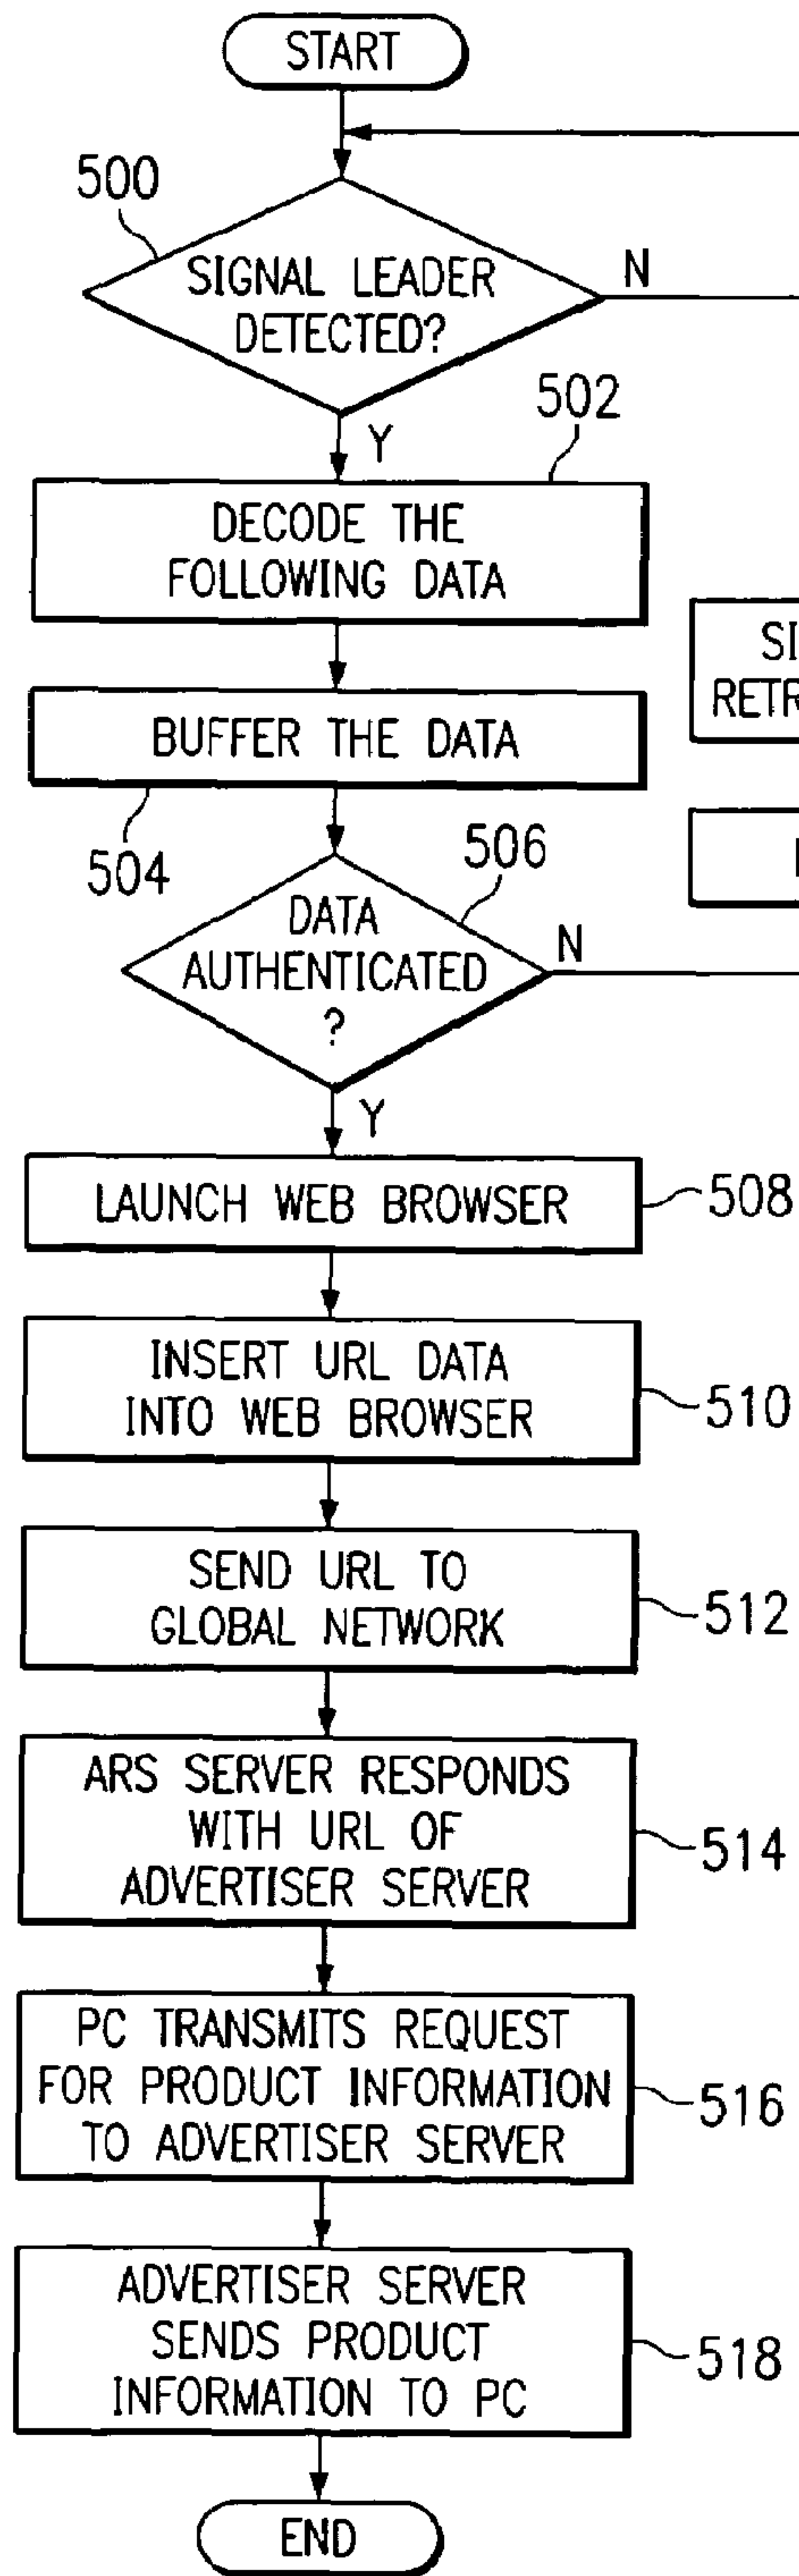 START
500
SIGNAL LEADER
DETECTED?
N
Y
502
DECODE THE
FOLLOWING DATA
BUFFER THE DATA
504
506
DATA
AUTHENTICATED
?
N
Y
LAUNCH WEB BROWSER
508
INSERT URL DATA
INTO WEB BROWSER
510
SEND URL TO
GLOBAL NETWORK
512
ARS SERVER RESPONDS
WITH URL OF
ADVERTISER SERVER
514
PC TRANSMITS REQUEST
FOR PRODUCT INFORMATION
TO ADVERTISER SERVER
516
ADVERTISER SERVER
SENDS PRODUCT
INFORMATION TO PC
518
END